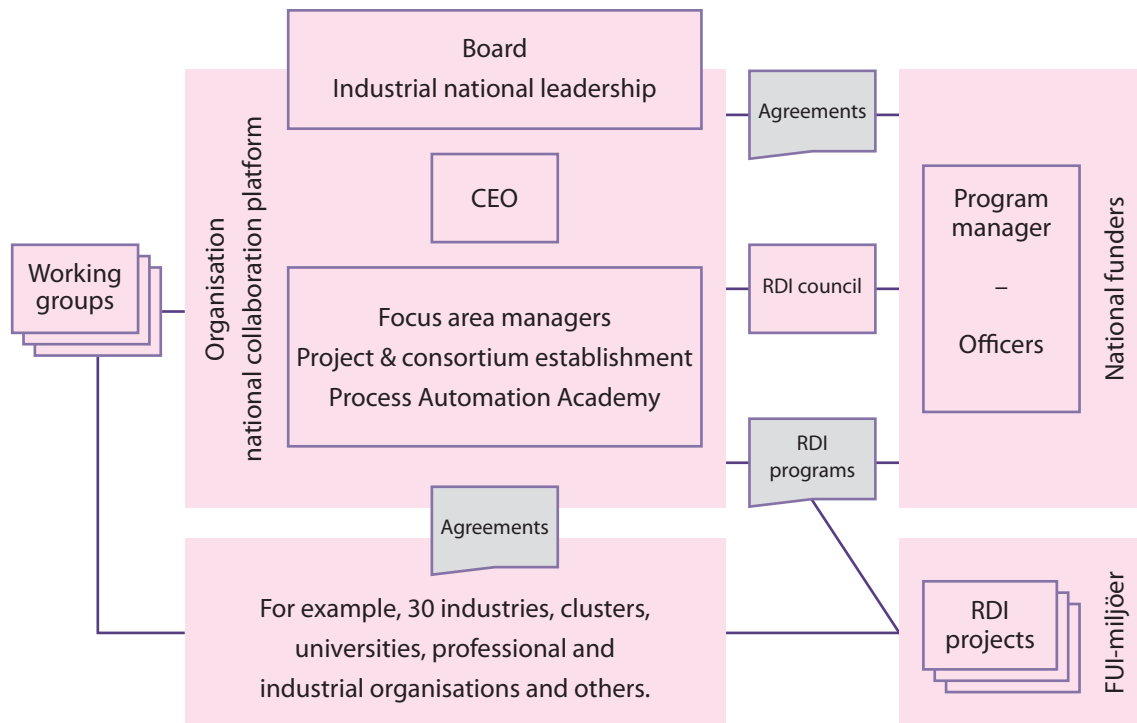 Board
Industrial national leadership
Agreements
Organisation
national collaboration platform
CEO
Program
manager
–
Officers
National funders
Working
groups
RDI council
Focus area managers
Project & consortium establishment
Process Automation Academy
RDI
programs
Agreements
For example, 30 industries, clusters,
universities, professional and
industrial organisations and others.
RDI
projects
FUI-miljöer